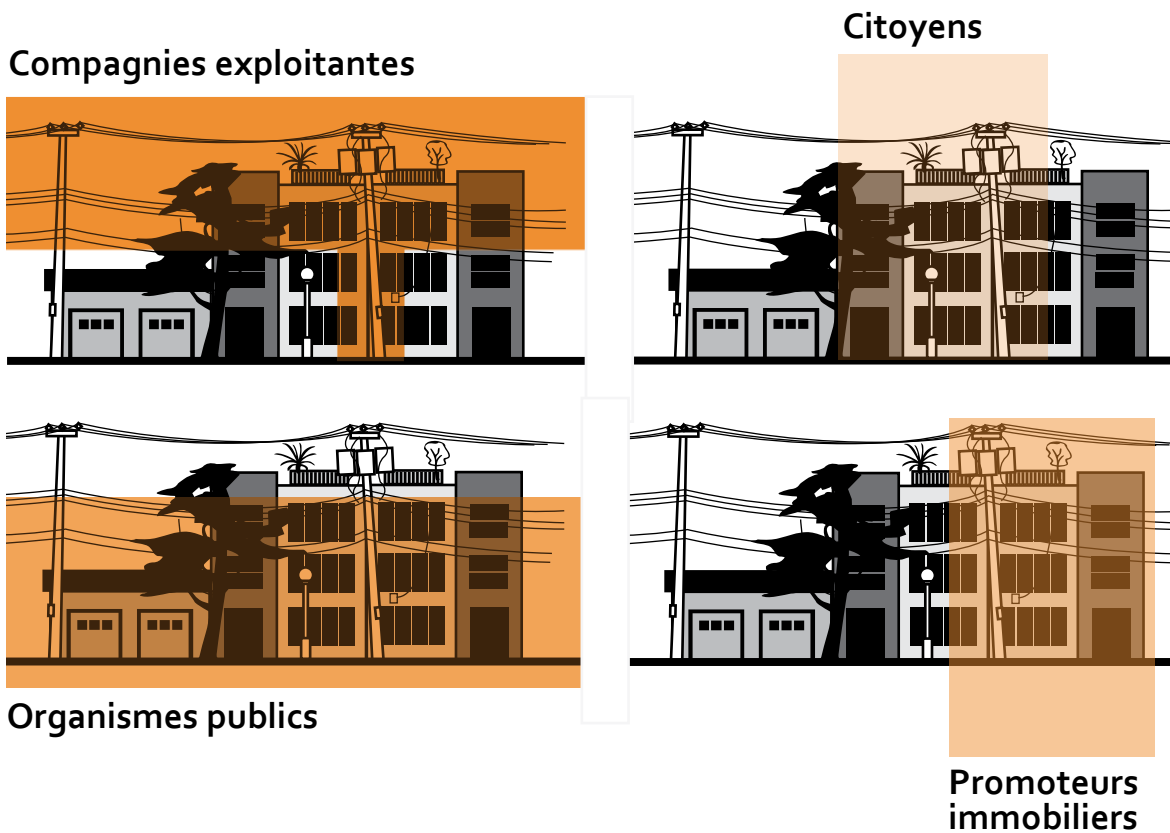 Compagnies exploitantes
Citoyens
Organismes publics
Promoteurs
immobiliers